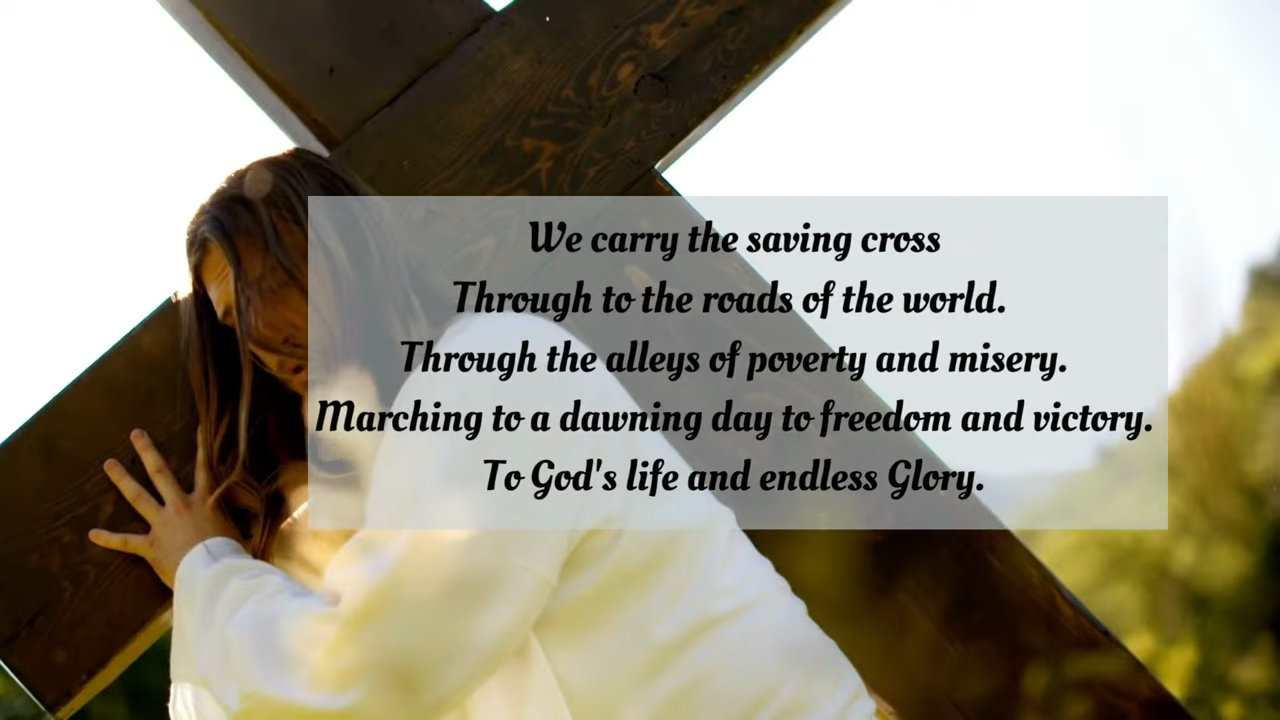 We carry the saving cross
Through to the roads of the world.
Through the alleys of poverty and misery.
Marching to a dawning day to freedom and victory.
To God's life and endless Glory.